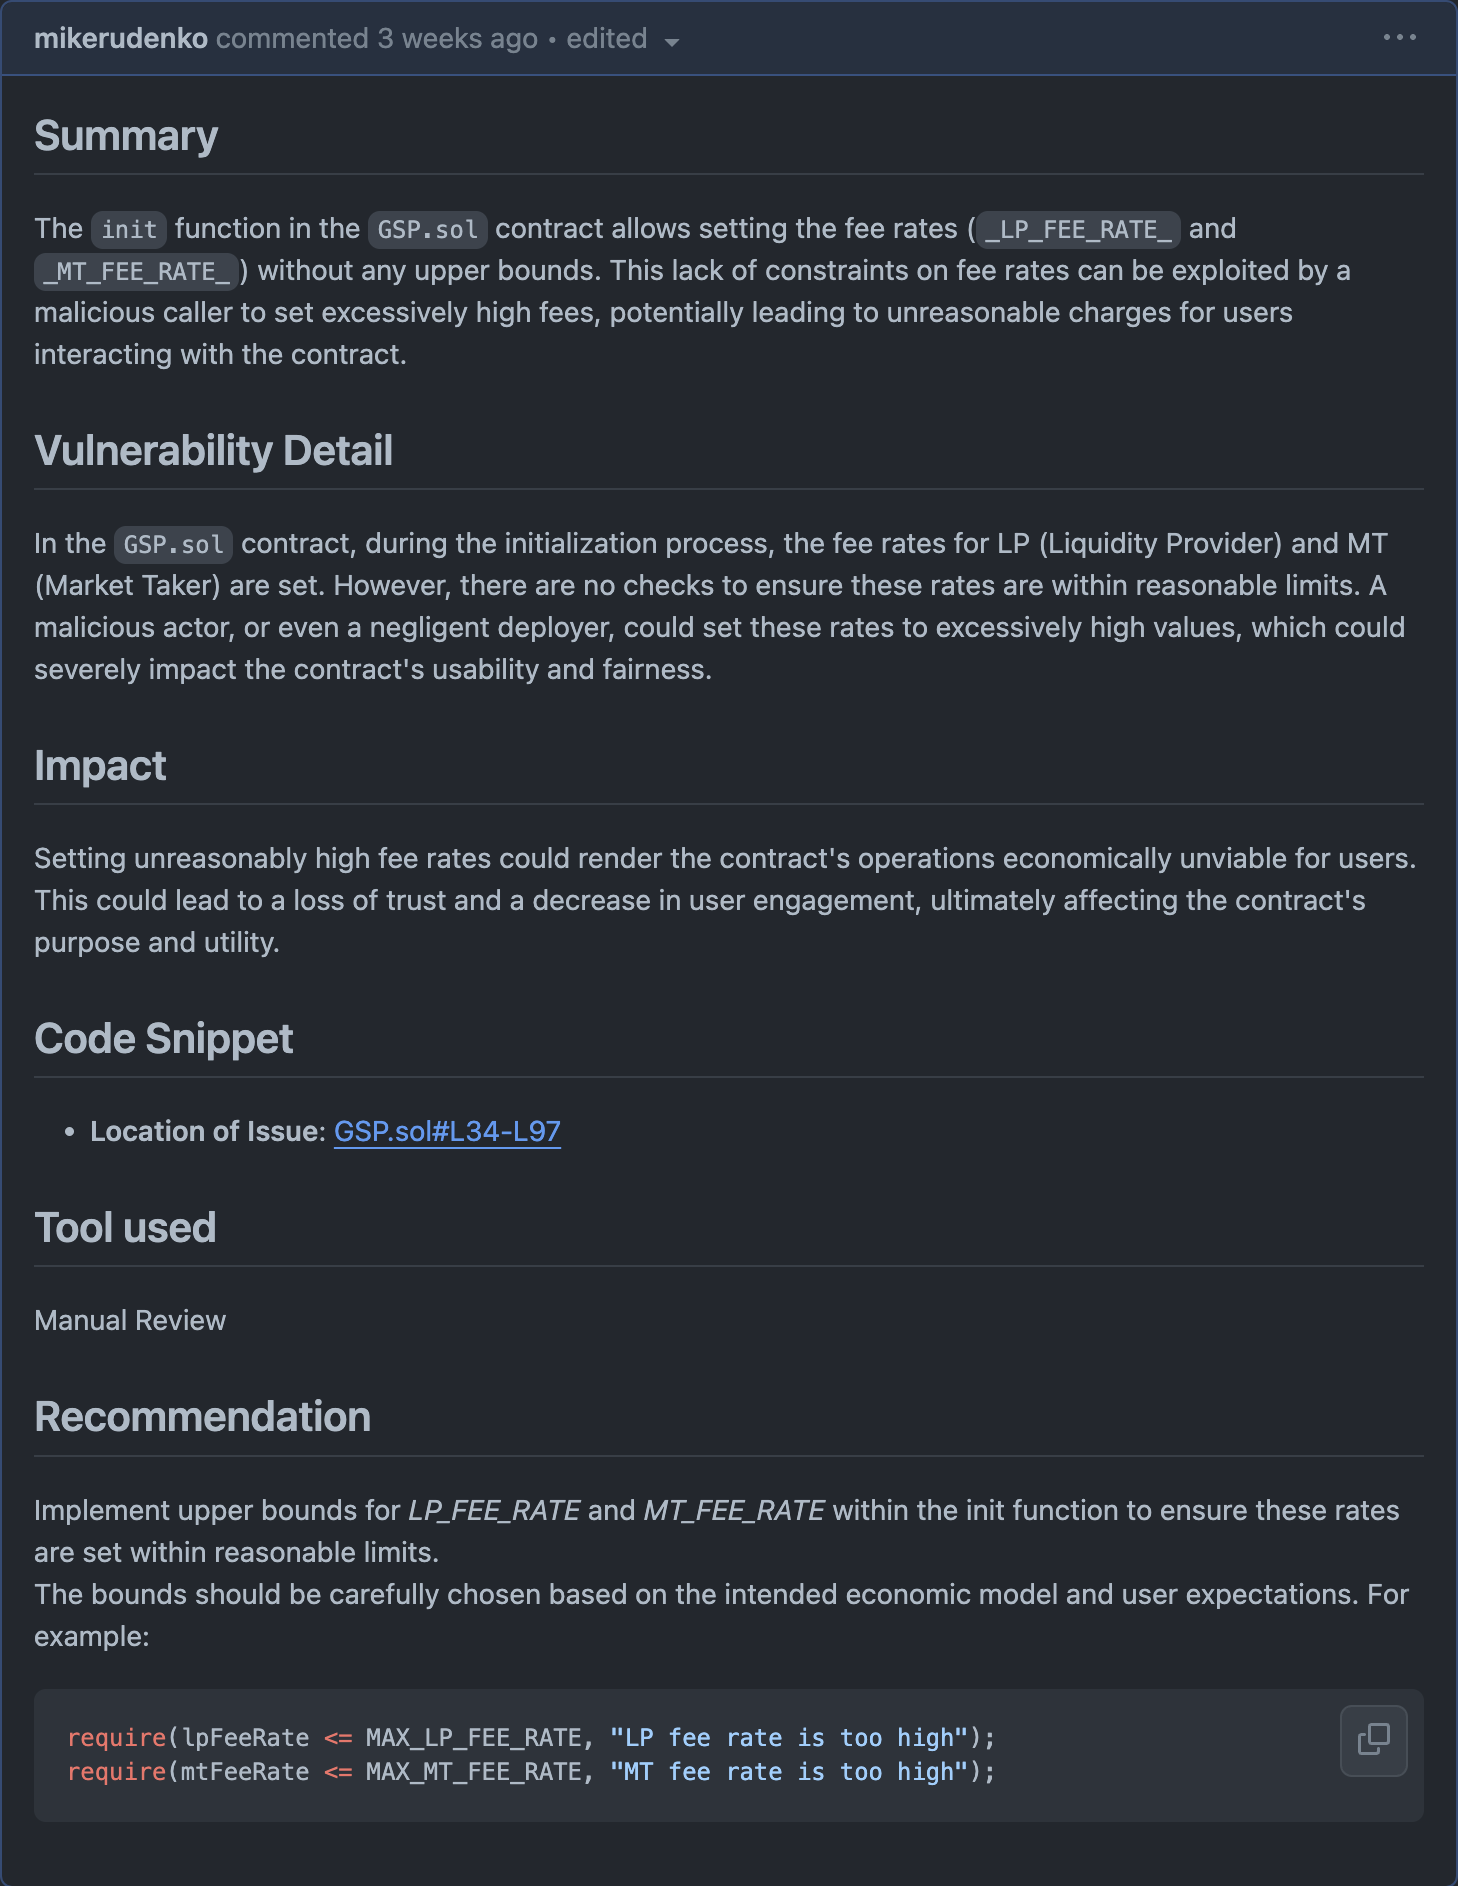 mikerudenko commented 3 weeks ago • edited
Summary
The init function in the GSP.sol contract allows setting the fee rates (_LP_FEE_RATE_ and
_MT_FEE_RATE_) without any upper bounds. This lack of constraints on fee rates can be exploited by a
malicious caller to set excessively high fees, potentially leading to unreasonable charges for users
interacting with the contract.
Vulnerability Detail
In the GSP.sol contract, during the initialization process, the fee rates for LP (Liquidity Provider) and MT
(Market Taker) are set. However, there are no checks to ensure these rates are within reasonable limits. A
malicious actor, or even a negligent deployer, could set these rates to excessively high values, which could
severely impact the contract's usability and fairness.
Impact
Setting unreasonably high fee rates could render the contract's operations economically unviable for users.
This could lead to a loss of trust and a decrease in user engagement, ultimately affecting the contract's
purpose and utility.
Code Snippet
• Location of Issue: GSP.sol#L34-L97
Tool used
Manual Review
Recommendation
Implement upper bounds for LP_FEE_RATE and MT_FEE_RATE within the init function to ensure these rates
are set within reasonable limits.
The bounds should be carefully chosen based on the intended economic model and user expectations. For
example:
require(lpFeeRate <= MAX_LP_FEE_RATE, "LP fee rate is too high");
require(mtFeeRate <= MAX_MT_FEE_RATE, "MT fee rate is too high");